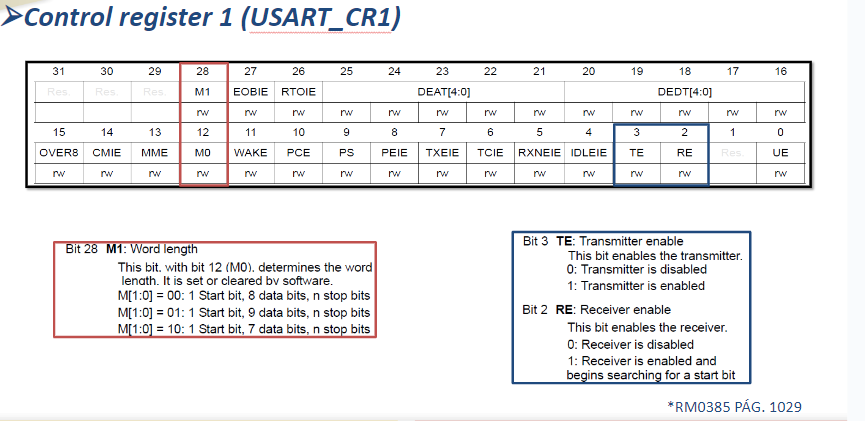 ➤Control register 1 (USART_CR1)
31 30 29 28 27 26 25 24 23 22 21 20 19 18 17 16
Res. Res. Res. M1 EOBIE RTOIE DEAT[4:0] DEDT[4:0]
rw rw rw rw rw rw rw rw rw rw rw rw rw
15 14 13 12 11 10 9 8 7 6 5 4 3 2 1 0
OVER8 CMIE MME M0 WAKE PCE PS PEIE TXEIE TCIE RXNEIE IDLEIE TE RE Res. UE
rw rw rw rw rw rw rw rw rw rw rw rw rw rw rw
Bit 28 M1: Word length
This bit, with bit 12 (M0), determines the word
length. It is set or cleared by software.
M[1:0] = 00: 1 Start bit, 8 data bits, n stop bits
M[1:0] = 01: 1 Start bit, 9 data bits, n stop bits
M[1:0] = 10: 1 Start bit, 7 data bits, n stop bits
Bit 3 TE: Transmitter enable
This bit enables the transmitter.
0: Transmitter is disabled
1: Transmitter is enabled
Bit 2 RE: Receiver enable
This bit enables the receiver.
0: Receiver is disabled
1: Receiver is enabled and
begins searching for a start bit
*RM0385 PÁG. 1029